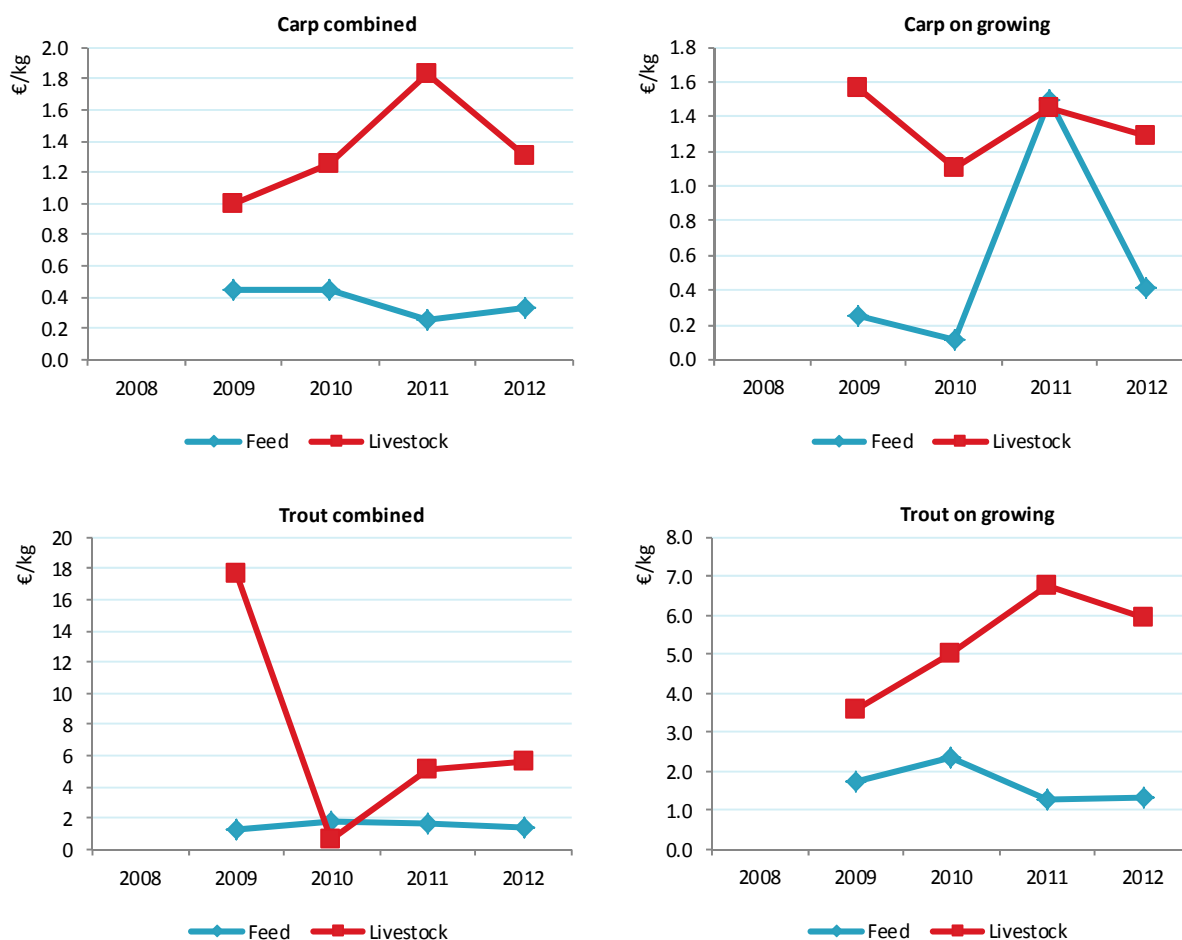 Carp combined
€/kg
2.0
1.8
1.6
1.4
1.2
1.0
0.8
0.6
0.4
0.2
0.0
2008 2009 2010 2011 2012
Feed Livestock
Carp on growing
€/kg
1.8
1.6
1.4
1.2
1.0
0.8
0.6
0.4
0.2
0.0
2008 2009 2010 2011 2012
Feed Livestock
Trout combined
€/kg
20
18
16
14
12
10
8
6
4
2
0
2008 2009 2010 2011 2012
Feed Livestock
Trout on growing
€/kg
8.0
7.0
6.0
5.0
4.0
3.0
2.0
1.0
0.0
2008 2009 2010 2011 2012
Feed Livestock